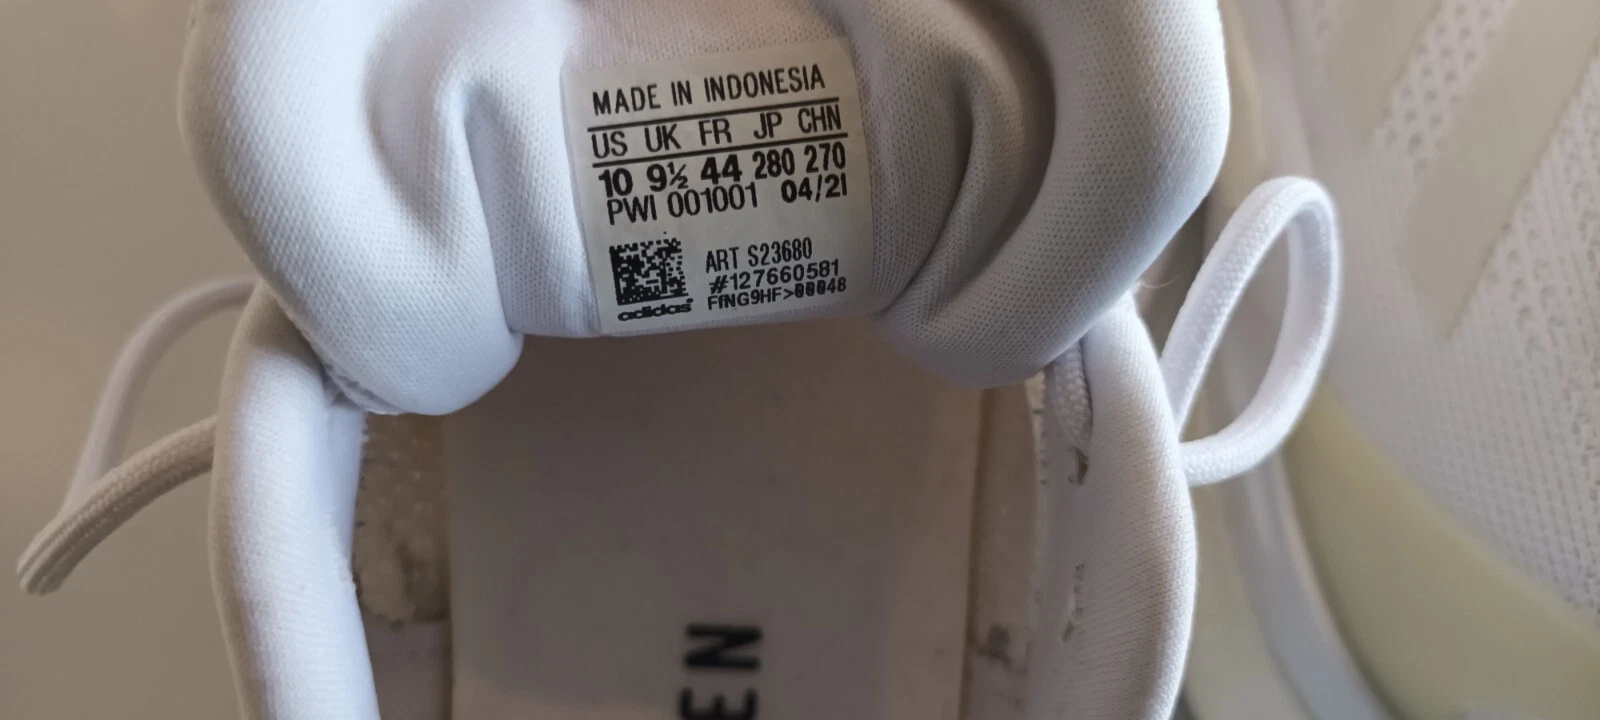 MADE IN INDONESIA
US UK FR JP CHN
10 9½ 44 280 270
PWI 001001 04/21
ART S23680
#127660581
FfNG9HF>00048
adidas
EN